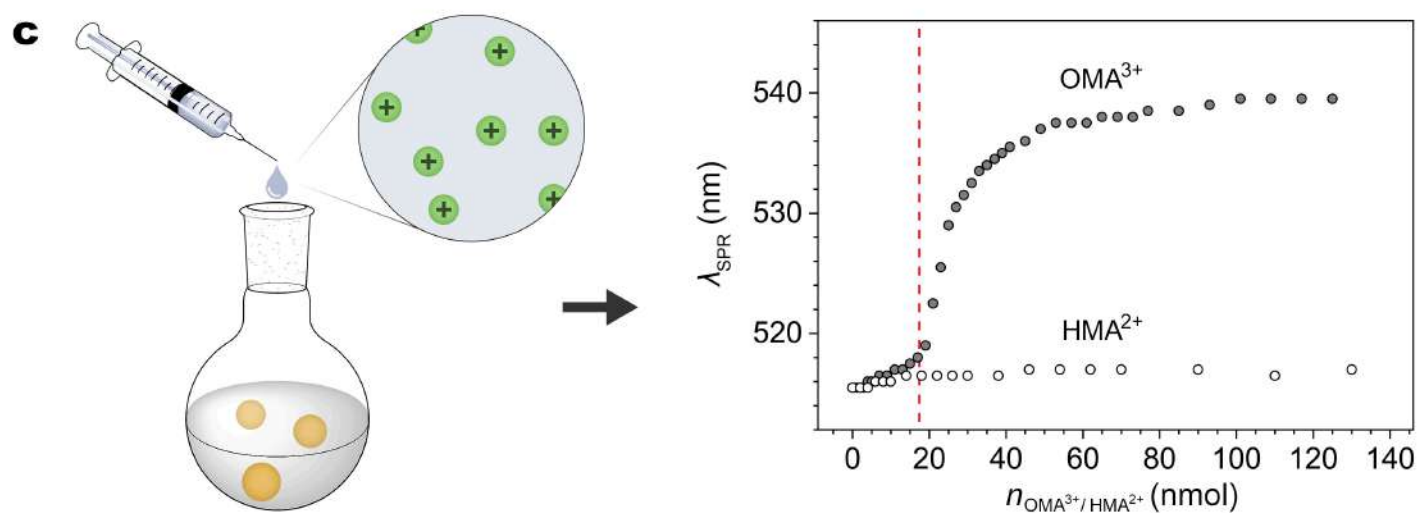 c
+ + + + + + + +
OMA³⁺
HMA²⁺
λSPR (nm)
540
530
520
0 20 40 60 80 100 120 140
nOMA³⁺/HMA²⁺ (nmol)